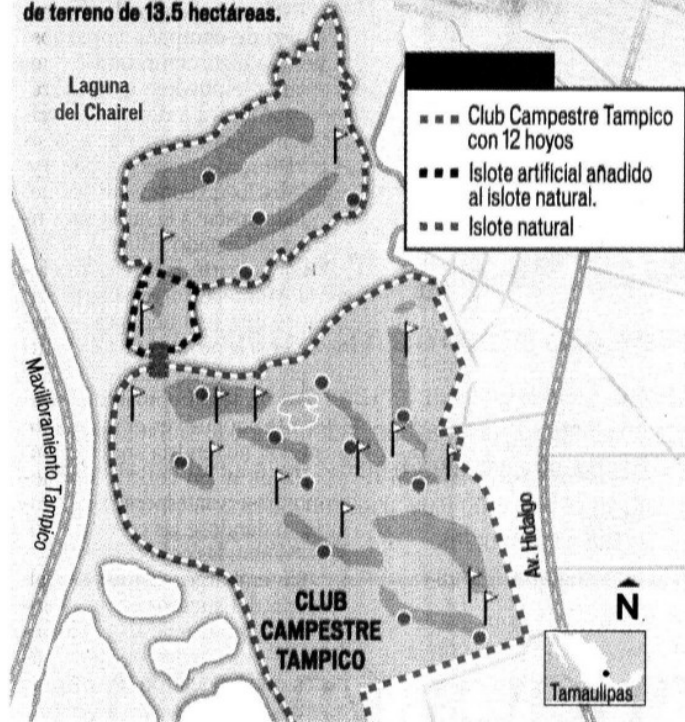 de terreno de 13.5 hectáreas.
Laguna
del Chairel
Club Campestre Tampico
con 12 hoyos
Islote artificial añadido
al islote natural.
Islote natural
Maxilibramiento Tampico
Av. Hidalgo
CLUB
CAMPESTRE
TAMPICO
N
Tamaulipas